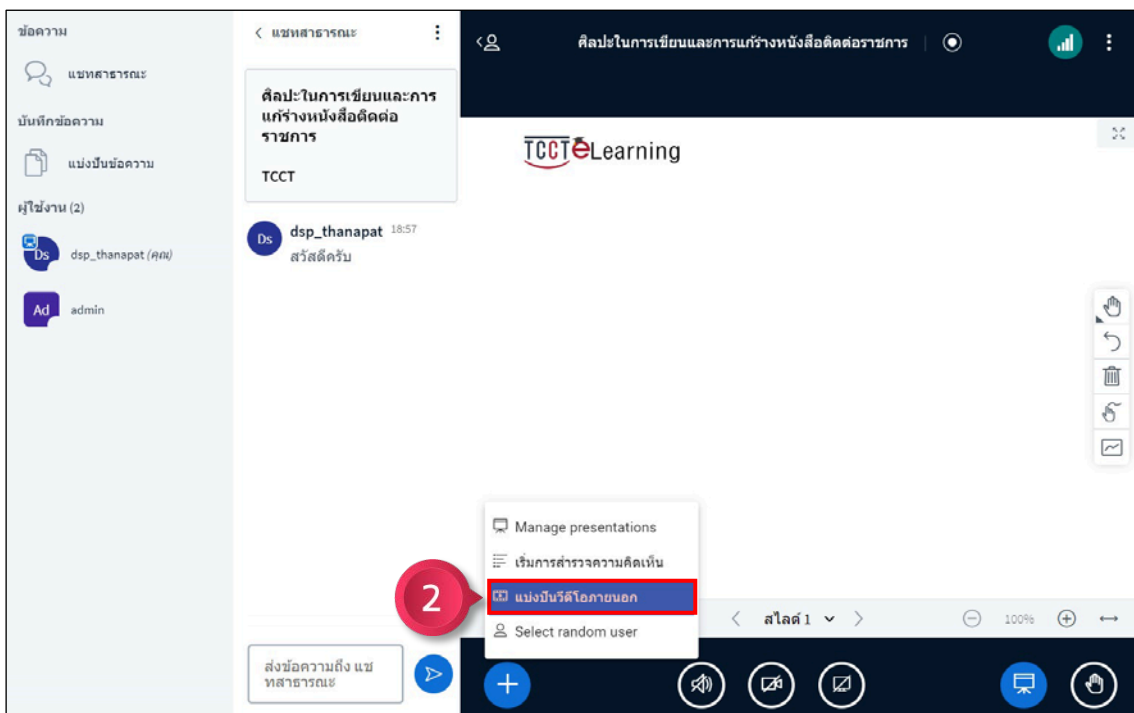 ข้อความ
แชทสาธารณะ
บันทึกข้อความ
แบ่งปันข้อความ
ผู้ใช้งาน (2)
Ds
dsp_thanapat (คุณ)
Ad
admin
แชทสาธารณะ
ศิลปะในการเขียนและการ
แก้ร่างหนังสือติดต่อ
ราชการ
TCCT
Ds
dsp_thanapat 18:57
สวัสดีครับ
ส่งข้อความถึง แช
ทสาธารณะ
ศิลปะในการเขียนและการแก้ร่างหนังสือติดต่อราชการ
TCCTeLearning
Manage presentations
เริ่มการสำรวจความคิดเห็น
2
แบ่งปันวีดีโอภายนอก
Select random user
สไลด์ 1
100%